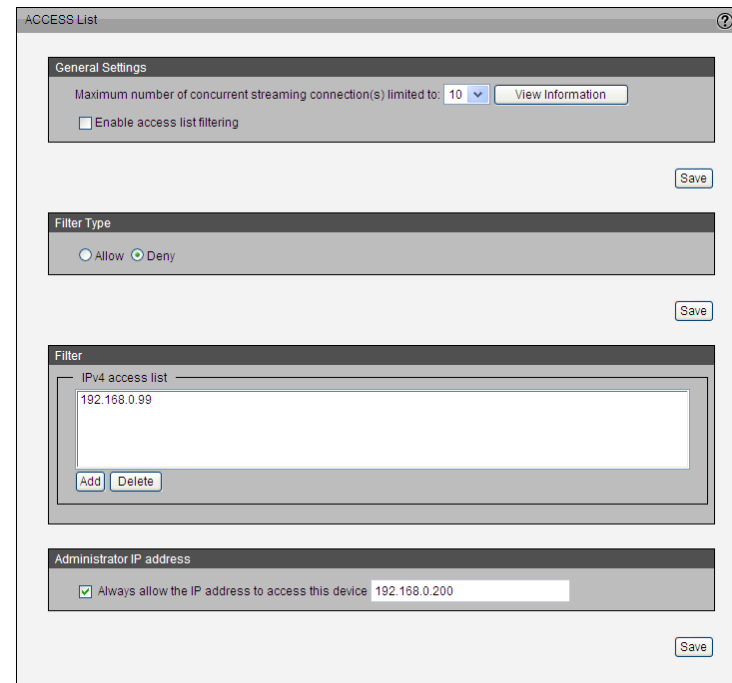 ACCESS List
?
General Settings
Maximum number of concurrent streaming connection(s) limited to: 10 View Information
Enable access list filtering
Save
Filter Type
Allow Deny
Save
Filter
IPv4 access list
192.168.0.99
Add Delete
Administrator IP address
Always allow the IP address to access this device 192.168.0.200
Save